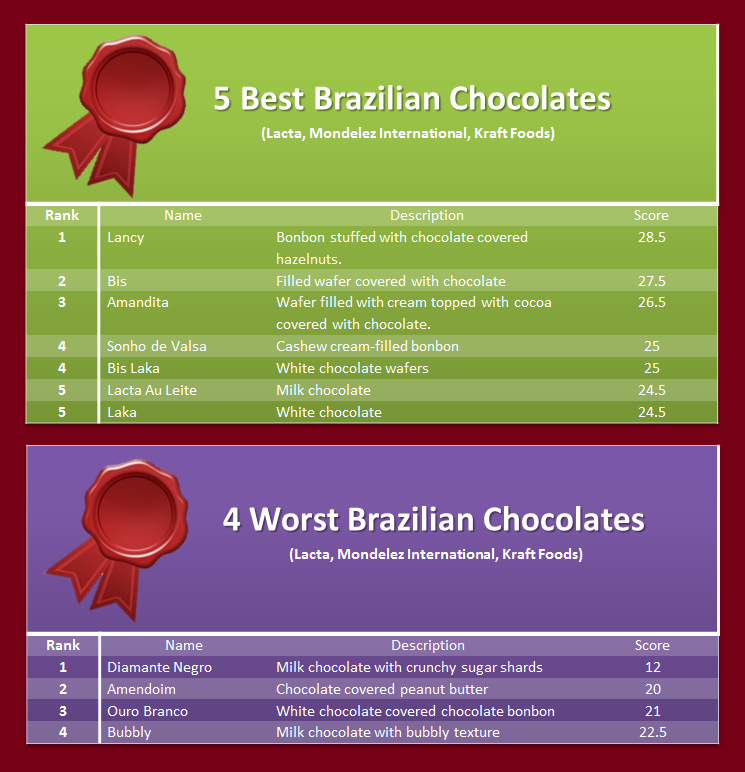 5 Best Brazilian Chocolates
(Lacta, Mondelez International, Kraft Foods)
Rank Name Description Score
1 Lancy Bonbon stuffed with chocolate covered 28.5
hazelnuts.
2 Bis Filled wafer covered with chocolate 27.5
3 Amandita Wafer filled with cream topped with cocoa 26.5
covered with chocolate.
4 Sonho de Valsa Cashew cream-filled bonbon 25
4 Bis Laka White chocolate wafers 25
5 Lacta Au Leite Milk chocolate 24.5
5 Laka White chocolate 24.5
4 Worst Brazilian Chocolates
(Lacta, Mondelez International, Kraft Foods)
Rank Name Description Score
1 Diamante Negro Milk chocolate with crunchy sugar shards 12
2 Amendoim Chocolate covered peanut butter 20
3 Ouro Branco White chocolate covered chocolate bonbon 21
4 Bubbly Milk chocolate with bubbly texture 22.5